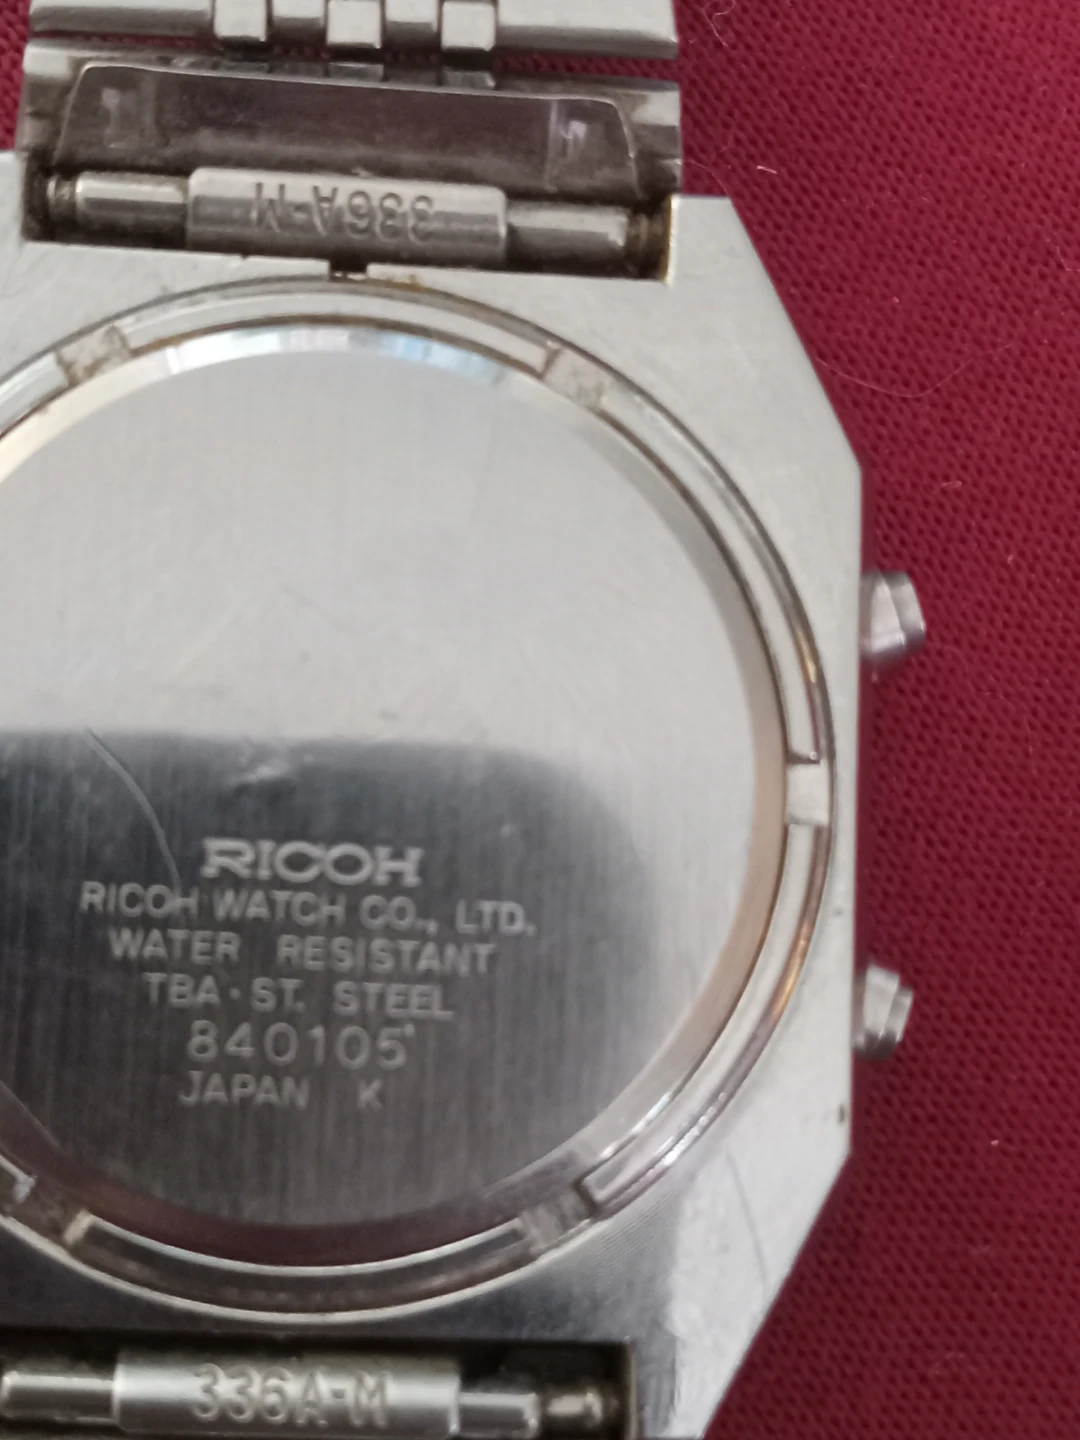 336A-M
RICOH
RICOH WATCH CO., LTD.
WATER RESISTANT
TBA · ST. STEEL
840105
JAPAN K
336A-M